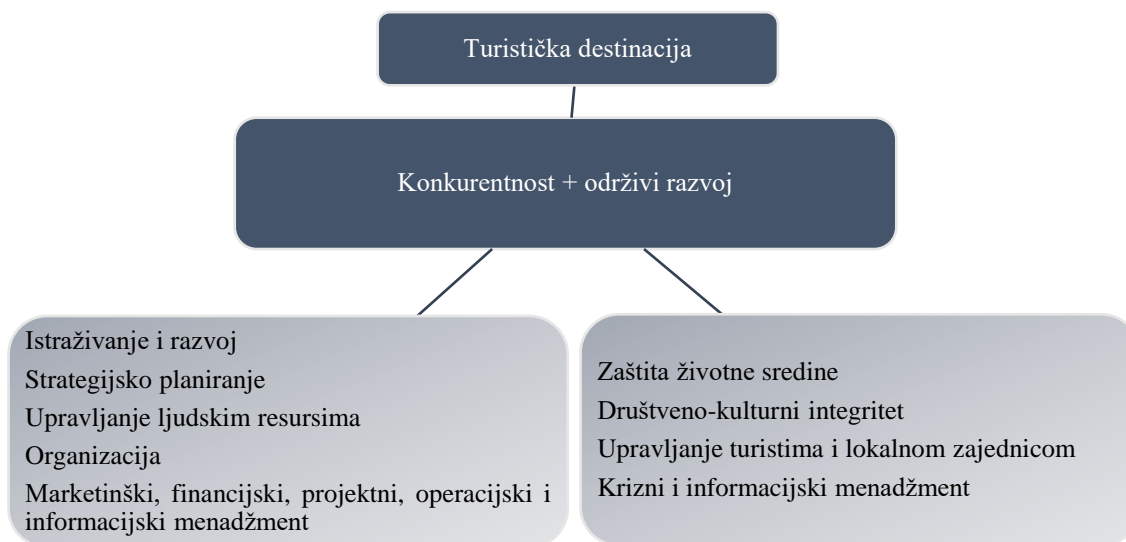 Turistička destinacija
Konkurentnost + održivi razvoj
Istraživanje i razvoj
Strategijsko planiranje
Upravljanje ljudskim resursima
Organizacija
Marketinški, financijski, projektni, operacijski i
informacijski menadžment
Zaštita životne sredine
Društveno-kulturni integritet
Upravljanje turistima i lokalnom zajednicom
Krizni i informacijski menadžment